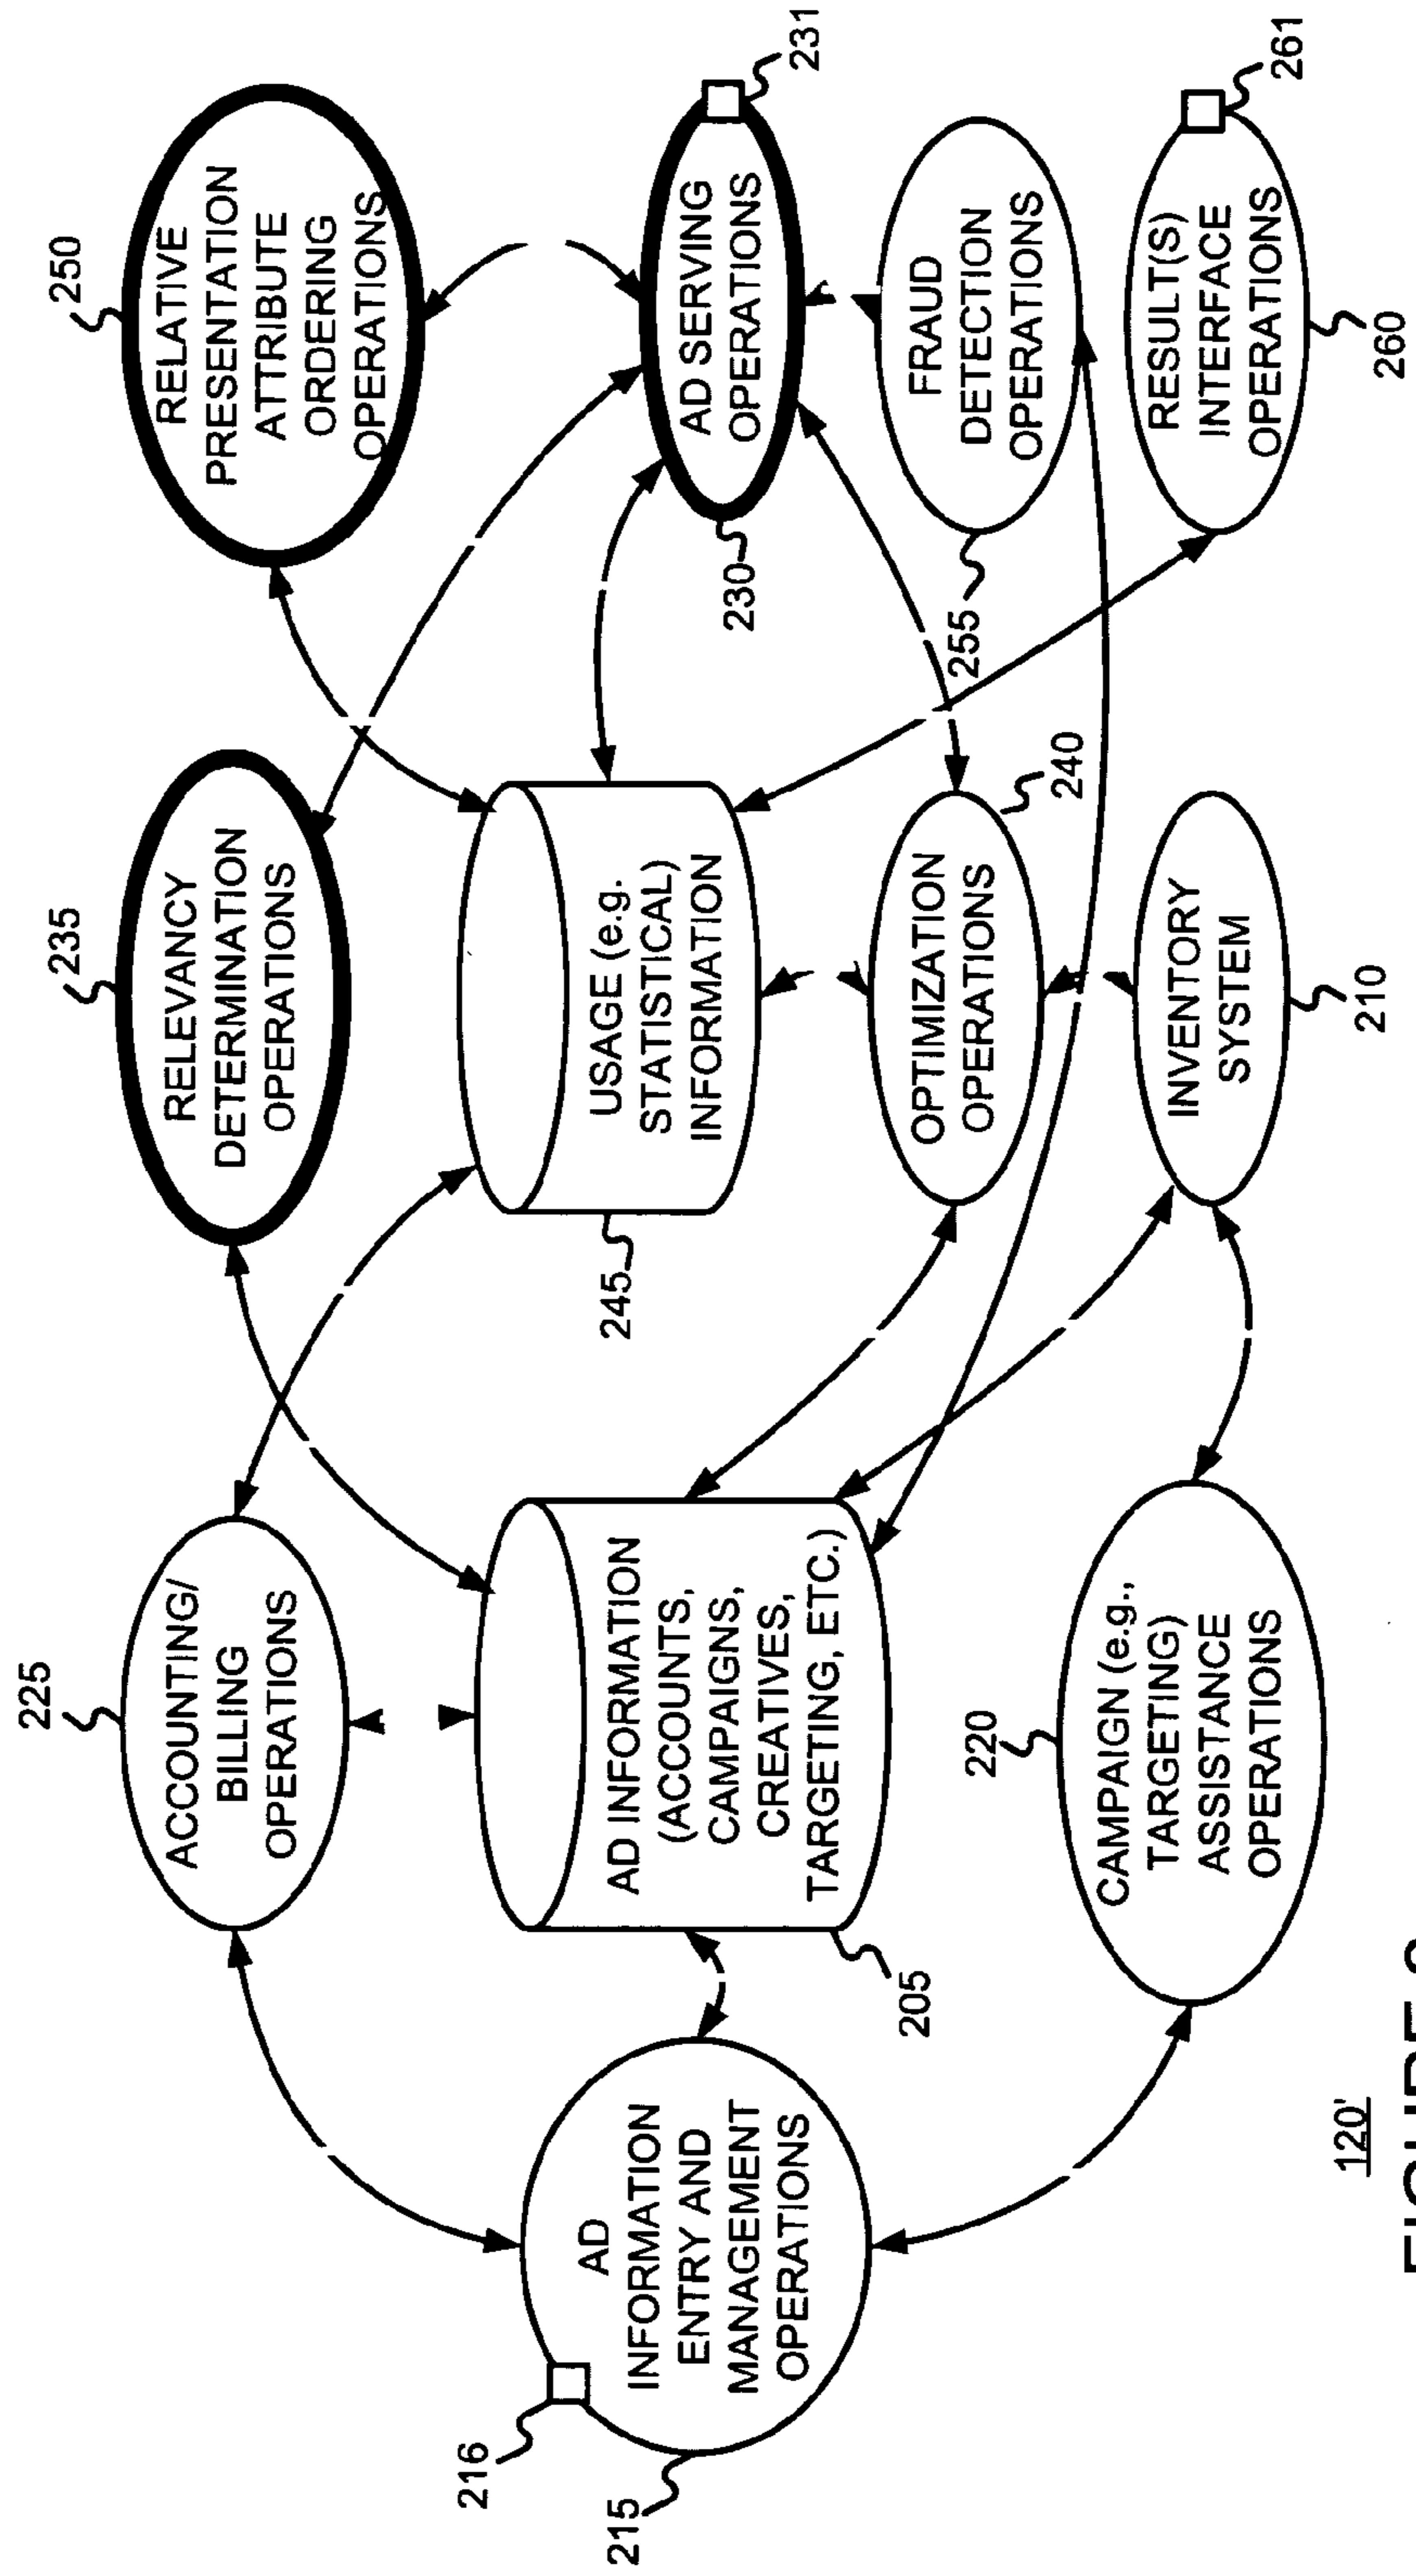 225
ACCOUNTING/
BILLING
OPERATIONS
235
RELEVANCY
DETERMINATION
OPERATIONS
250
RELATIVE
PRESENTATION
ATTRIBUTE
ORDERING
OPERATIONS
216
215
AD
INFORMATION
ENTRY AND
MANAGEMENT
OPERATIONS
AD INFORMATION
(ACCOUNTS,
CAMPAIGNS,
CREATIVES,
TARGETING, ETC.)
205
245
USAGE (e.g.
STATISTICAL)
INFORMATION
230
AD SERVING
OPERATIONS
231
OPTIMIZATION
OPERATIONS
240
255
FRAUD
DETECTION
OPERATIONS
220
CAMPAIGN (e.g.,
TARGETING)
ASSISTANCE
OPERATIONS
INVENTORY
SYSTEM
210
RESULT(S)
INTERFACE
OPERATIONS
261
260
120'
FIGURE